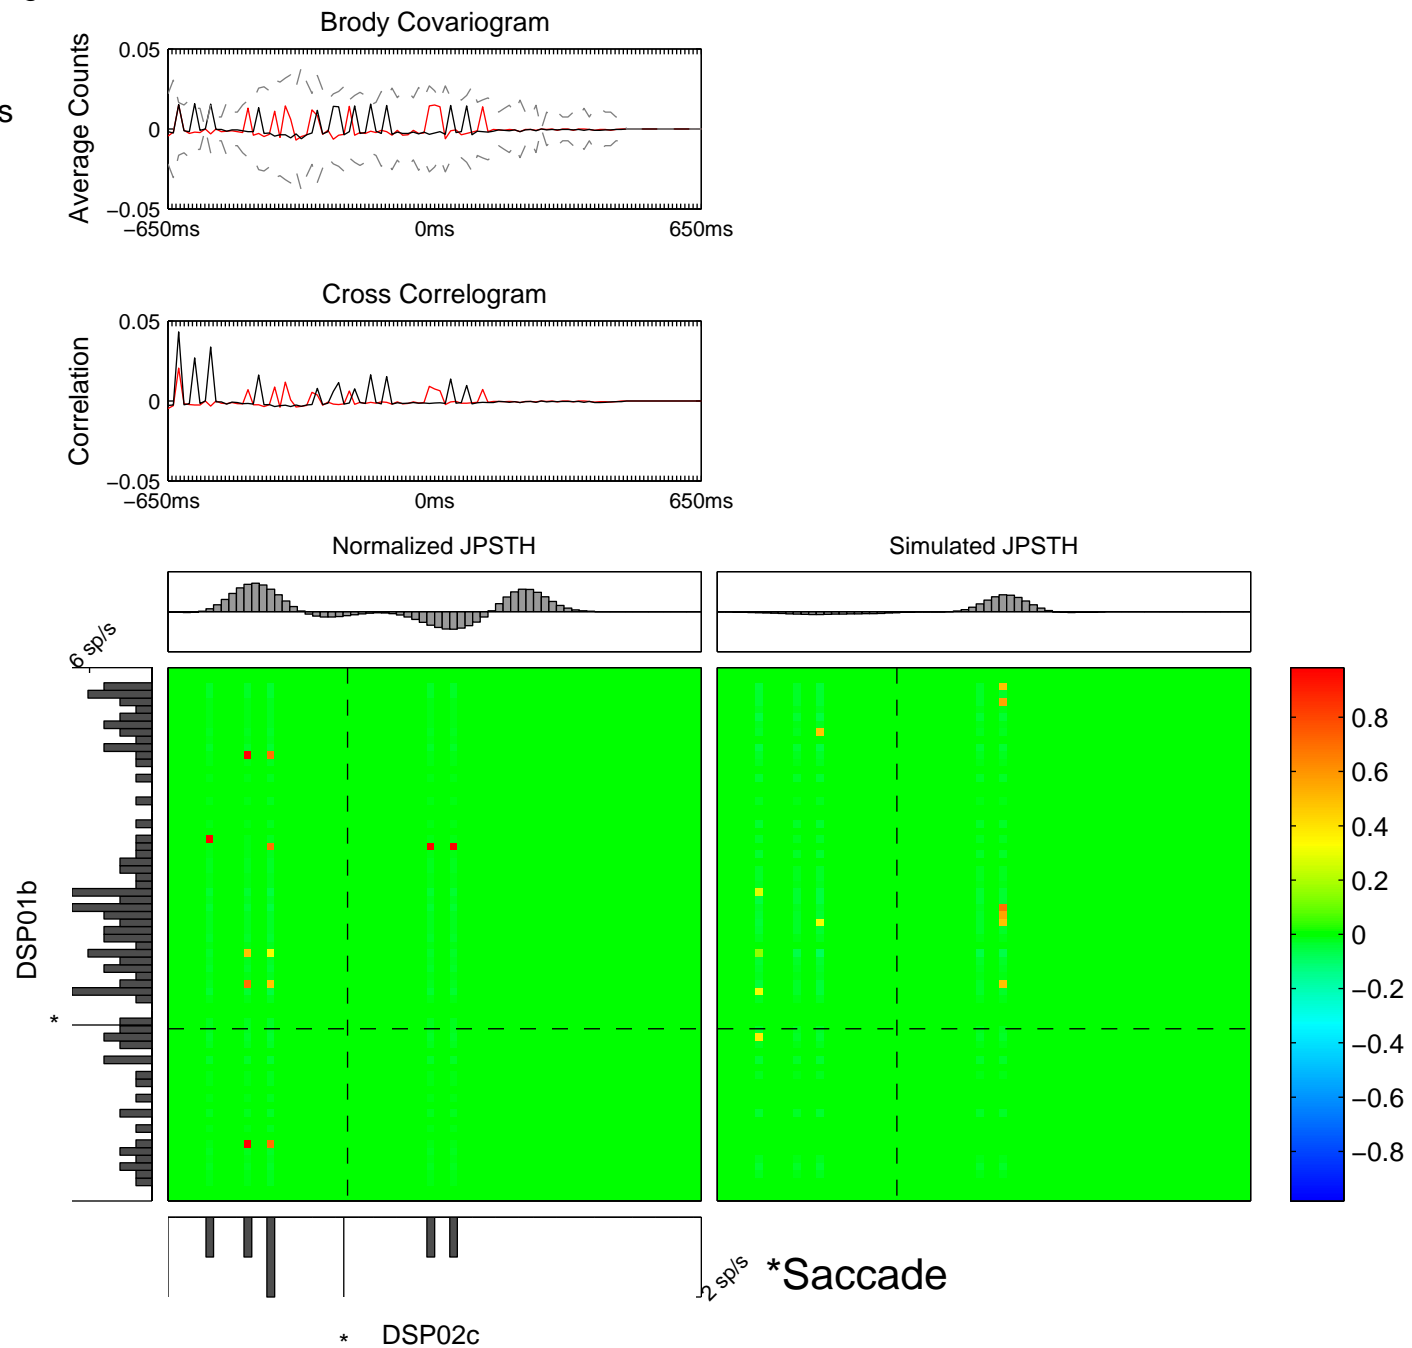 Brody Covariogram
0.05
0
−0.05
Average Counts
s
−650ms 0ms 650ms
Cross Correlogram
0.05
0
−0.05
Correlation
−650ms 0ms 650ms
Normalized JPSTH
Simulated JPSTH
6 sp/s
DSP01b
*
0.8
0.6
0.4
0.2
0
−0.2
−0.4
−0.6
−0.8
2 sp/s
*Saccade
* DSP02c